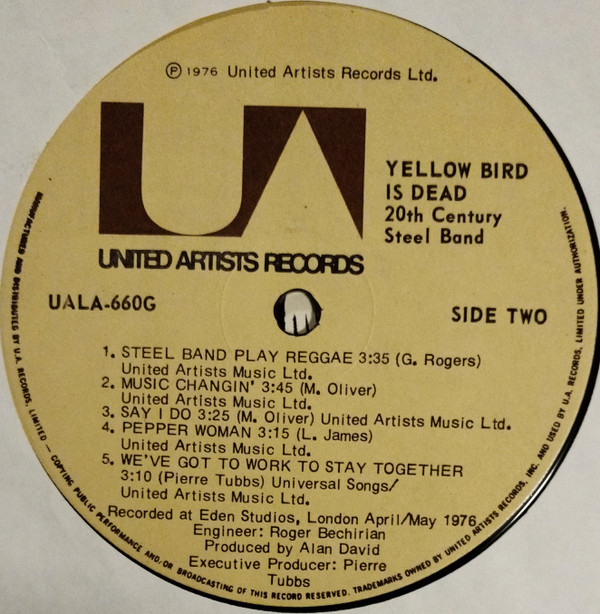 ℗ 1976 United Artists Records Ltd.
UA
UNITED ARTISTS RECORDS
YELLOW BIRD
IS DEAD
20th Century
Steel Band
UALA-660G
SIDE TWO
1. STEEL BAND PLAY REGGAE 3:35 (G. Rogers)
United Artists Music Ltd.
2. MUSIC CHANGIN' 3:45 (M. Oliver)
United Artists Music Ltd.
3. SAY I DO 3:25 (M. Oliver) United Artists Music Ltd.
4. PEPPER WOMAN 3:15 (L. James)
United Artists Music Ltd.
5. WE'VE GOT TO WORK TO STAY TOGETHER
3:10 (Pierre Tubbs) Universal Songs/
United Artists Music Ltd.
Recorded at Eden Studios, London April/May 1976
Engineer: Roger Bechirian
Produced by Alan David
Executive Producer: Pierre
Tubbs
MANUFACTURED AND DISTRIBUTED BY U.A. RECORDS, LIMITED — COPYING PUBLIC PERFORMANCE AND/OR BROADCASTING OF THIS RECORD RESERVED. TRADEMARKS OWNED BY UNITED ARTISTS RECORDS, INC. AND USED BY U.A. RECORDS, LIMITED UNDER AUTHORIZATION.